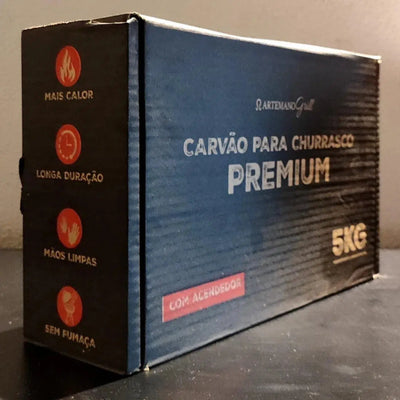 MAIS CALOR
LONGA DURAÇÃO
MÃOS LIMPAS
SEM FUMAÇA
ARTEMANO Grill
CARVÃO PARA CHURRASCO
PREMIUM
5KG
COM ACENDEDOR